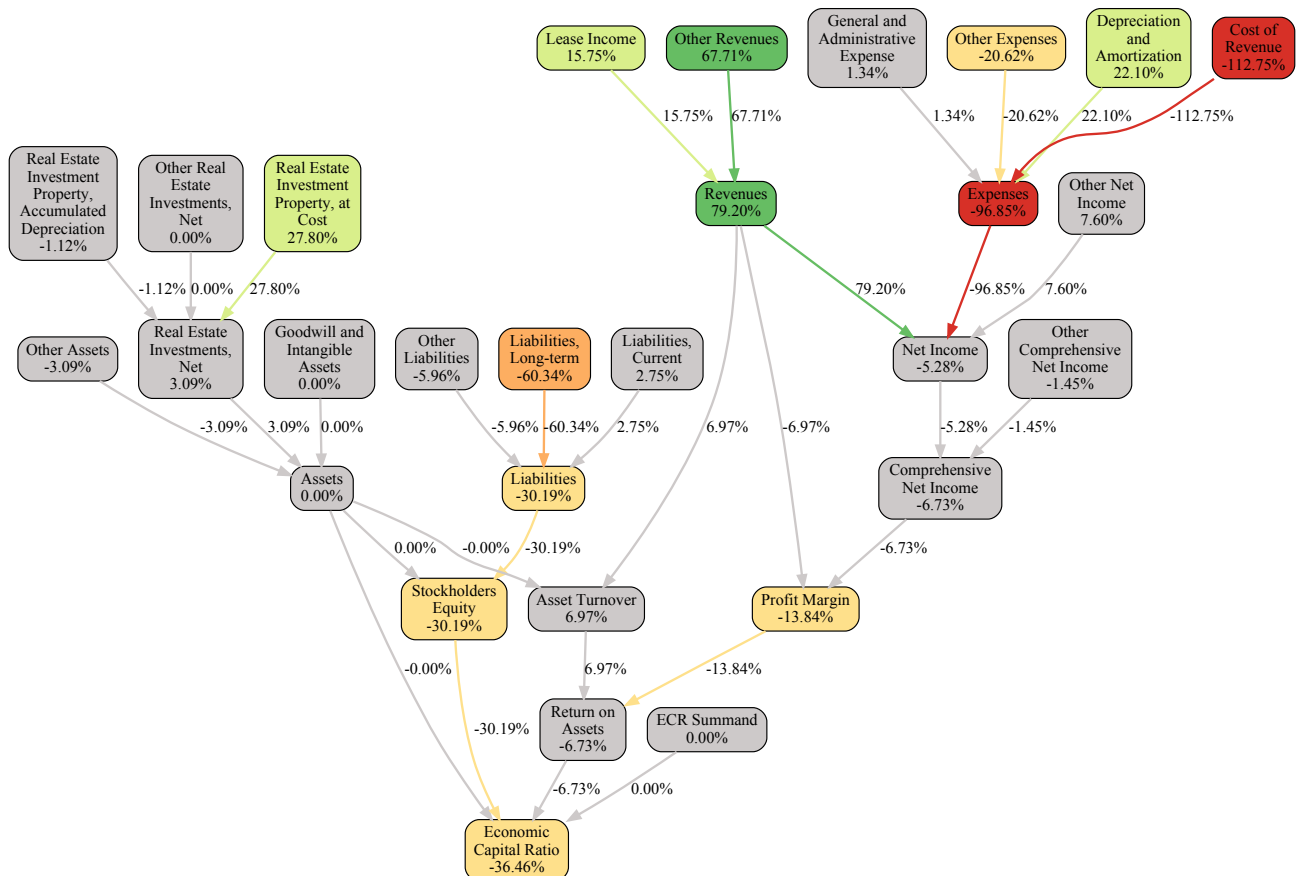 Lease Income
15.75%
Other Revenues
67.71%
General and
Administrative
Expense
1.34%
Other Expenses
-20.62%
Depreciation
and
Amortization
22.10%
Cost of
Revenue
-112.75%
15.75%
67.71%
1.34%
-20.62%
22.10%
-112.75%
Real Estate
Investment
Property,
Accumulated
Depreciation
-1.12%
Other Real
Estate
Investments,
Net
0.00%
Real Estate
Investment
Property, at
Cost
27.80%
Revenues
79.20%
Expenses
-96.85%
Other Net
Income
7.60%
-1.12%
0.00%
27.80%
79.20%
-96.85%
7.60%
Other Assets
-3.09%
Real Estate
Investments,
Net
3.09%
Goodwill and
Intangible
Assets
0.00%
Other
Liabilities
-5.96%
Liabilities,
Long-term
-60.34%
Liabilities,
Current
2.75%
Net Income
-5.28%
Other
Comprehensive
Net Income
-1.45%
-3.09%
3.09%
0.00%
-5.96%
-60.34%
2.75%
6.97%
-6.97%
-5.28%
-1.45%
Assets
0.00%
Liabilities
-30.19%
Comprehensive
Net Income
-6.73%
0.00%
-0.00%
-30.19%
-6.73%
Stockholders
Equity
-30.19%
Asset Turnover
6.97%
Profit Margin
-13.84%
-0.00%
6.97%
-13.84%
-30.19%
Return on
Assets
-6.73%
ECR Summand
0.00%
-6.73%
0.00%
Economic
Capital Ratio
-36.46%